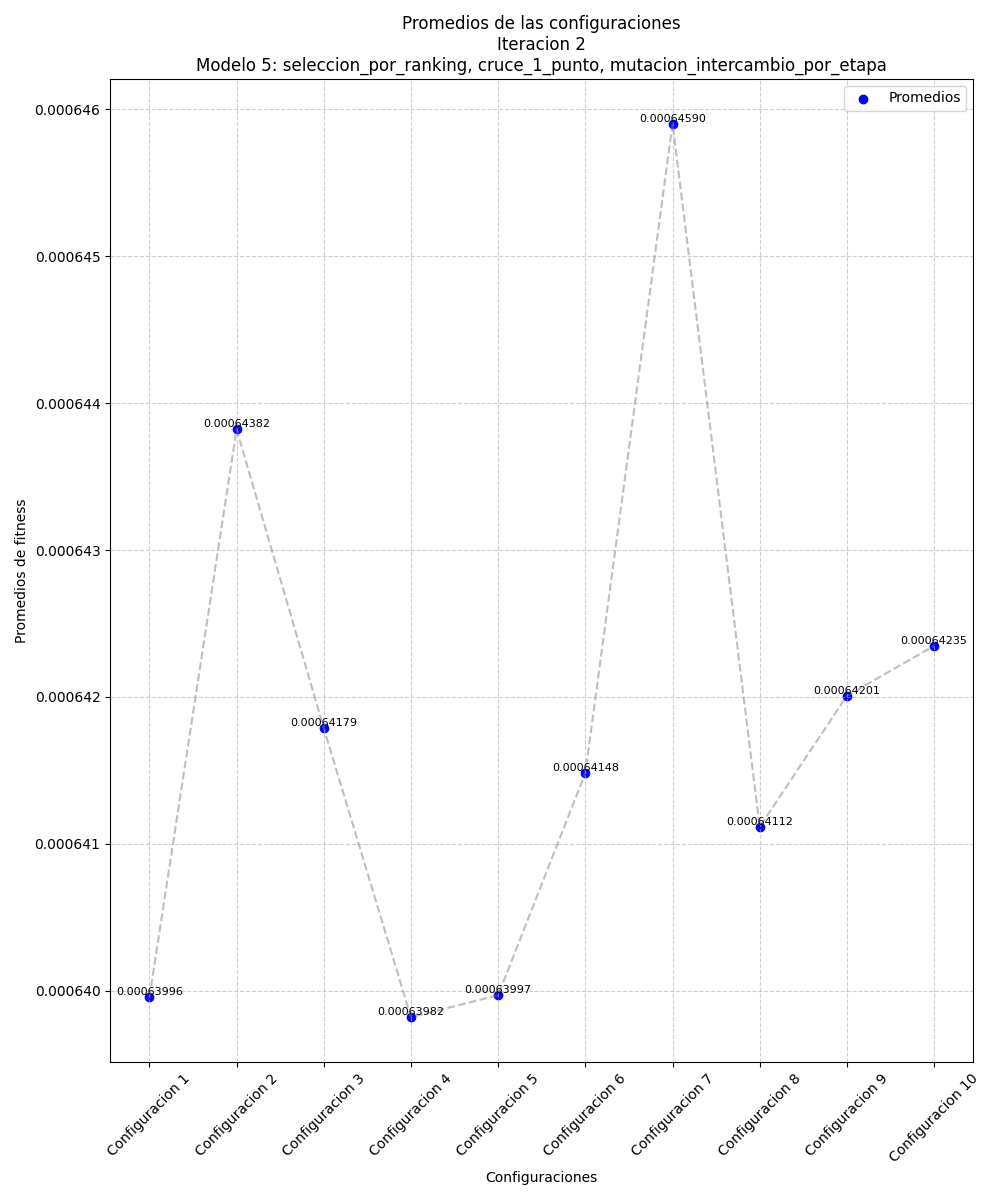 Promedios de las configuraciones
Iteracion 2
Modelo 5: seleccion_por_ranking, cruce_1_punto, mutacion_intercambio_por_etapa
Promedios
0.000646
0.000645
0.000644
0.000643
0.000642
0.000641
0.000640
Promedios de fitness
0.00063996
0.00064382
0.00064179
0.00063982
0.00063997
0.00064148
0.00064590
0.00064112
0.00064201
0.00064235
Configuracion 1
Configuracion 2
Configuracion 3
Configuracion 4
Configuracion 5
Configuracion 6
Configuracion 7
Configuracion 8
Configuracion 9
Configuracion 10
Configuraciones